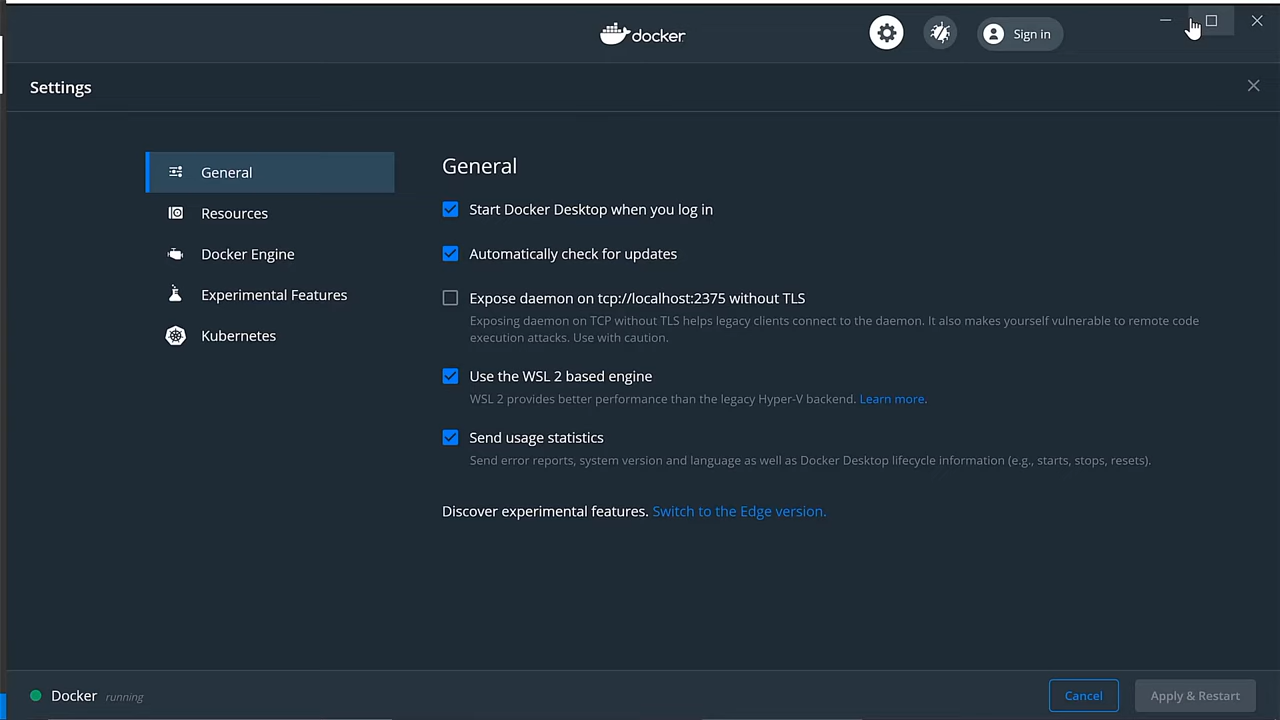 docker
Sign in
Settings
General
Resources
Docker Engine
Experimental Features
Kubernetes
General
Start Docker Desktop when you log in
Automatically check for updates
Expose daemon on tcp://localhost:2375 without TLS
Exposing daemon on TCP without TLS helps legacy clients connect to the daemon. It also makes yourself vulnerable to remote code
execution attacks. Use with caution.
Use the WSL 2 based engine
WSL 2 provides better performance than the legacy Hyper-V backend. Learn more.
Send usage statistics
Send error reports, system version and language as well as Docker Desktop lifecycle information (e.g., starts, stops, resets).
Discover experimental features. Switch to the Edge version.
Docker running
Cancel
Apply & Restart